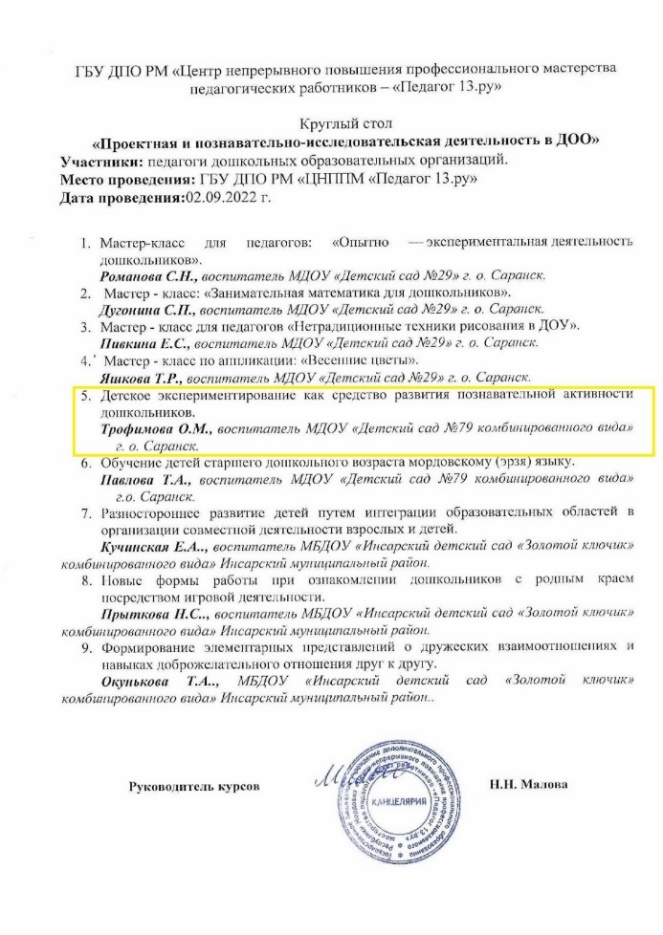 ГБУ ДПО РМ «Центр непрерывного повышения профессионального мастерства
педагогических работников – «Педагог 13.ру»
Круглый стол
«Проектная и познавательно-исследовательская деятельность в ДОО»
Участники: педагоги дошкольных образовательных организаций.
Место проведения: ГБУ ДПО РМ «ЦНППМ «Педагог 13.ру»
Дата проведения:02.09.2022 г.
1. Мастер-класс для педагогов: «Опытно — экспериментальная деятельность
дошкольников».
Романова С.Н., воспитатель МДОУ «Детский сад №29» г. о. Саранск.
2. Мастер - класс: «Занимательная математика для дошкольников».
Дугонина С.П., воспитатель МДОУ «Детский сад №29» г. о. Саранск.
3. Мастер - класс для педагогов «Нетрадиционные техники рисования в ДОУ».
Пивкина Е.С., воспитатель МДОУ «Детский сад №29» г. о. Саранск.
4. Мастер - класс по аппликации: «Весенние цветы».
Яшкова Т.Р., воспитатель МДОУ «Детский сад №29» г. о. Саранск.
5. Детское экспериментирование как средство развития познавательной активности
дошкольников.
Трофимова О.М., воспитатель МДОУ «Детский сад №79 комбинированного вида»
г. о. Саранск.
6. Обучение детей старшего дошкольного возраста мордовскому (эрзя) языку.
Павлова Т.А., воспитатель МДОУ «Детский сад №79 комбинированного вида»
г.о. Саранск.
7. Разностороннее развитие детей путем интеграции образовательных областей в
организации совместной деятельности взрослых и детей.
Кучинская Е.А.., воспитатель МБДОУ «Инсарский детский сад «Золотой ключик»
комбинированного вида» Инсарский муниципальный район.
8. Новые формы работы при ознакомлении дошкольников с родным краем
посредством игровой деятельности.
Прыткова Н.С.., воспитатель МБДОУ «Инсарский детский сад «Золотой ключик»
комбинированного вида» Инсарский муниципальный район.
9. Формирование элементарных представлений о дружеских взаимоотношениях и
навыках доброжелательного отношения друг к другу.
Окунькова Т.А.., МБДОУ «Инсарский детский сад «Золотой ключик»
комбинированного вида» Инсарский муниципальный район..
Руководитель курсов
КАНЦЕЛЯРИЯ
Н.Н. Малова